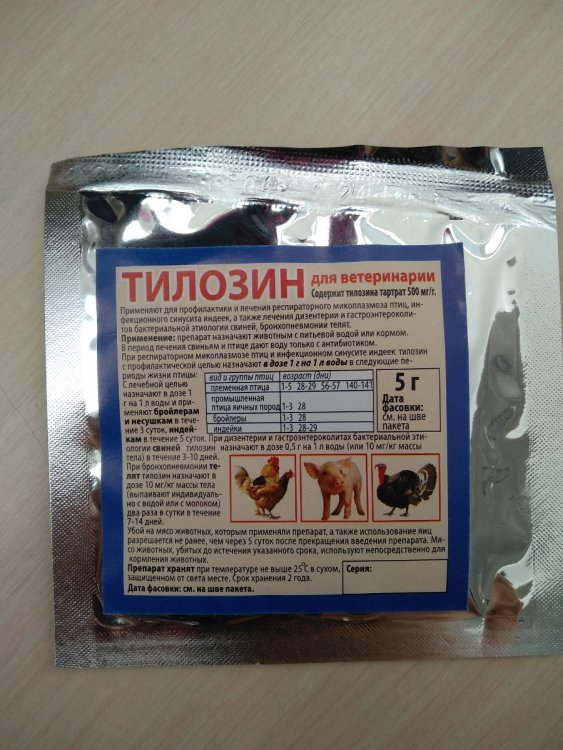 ТИЛОЗИН для ветеринарии
Содержит тилозина тартрат 500 мг/г.
Применяют для профилактики и лечения респираторного микоплазмоза птиц, ин-
фекционного синусита индеек, а также лечения дизентерии и гастроэнтероколи-
тов бактериальной этиологии свиней, бронхопневмонии телят.
Применение: препарат назначают животным с питьевой водой или кормом.
В период лечения свиньям и птице дают воду только с антибиотиком.
При респираторном микоплазмозе птиц и инфекционном синусите индеек тилозин
с профилактической целью назначают в дозе 1 г на 1 л воды в следующие пе-
риоды жизни птицы:
С лечебной целью
назначают в дозе 1
г на 1 л воды и при-
меняют бройлерам
и несушкам в тече-
ние 3 суток, индей-
вид и группы птиц возраст (дни)
племенная птица 1-5 28-29 56-57 140-141
промышленная
птица яичных пород 1-3 28
бройлеры 1-3 28
индейки 1-3 28-29
5 г
Дата
фасовки:
см. на шве
пакета
кам в течение 5 суток. При дизентерии и гастроэнтероколитах бактериальной эти-
ологии свиней тилозин назначают в дозе 0,5 г на 1 л воды (или 10 мг/кг массы
тела) в течение 3-10 дней.
При бронхопневмонии те-
лят тилозин назначают в
дозе 10 мг/кг массы тела
(выпаивают индивидуаль-
но с водой или с молоком)
два раза в сутки в течение
7-14 дней.
Убой на мясо животных, которым применяли препарат, а также использование яиц
разрешается не ранее, чем через 5 суток после прекращения введения препарата. Мя-
со животных, убитых до истечения указанного срока, используют непосредственно для
кормления животных.
Препарат хранят при температуре не выше 25°С в сухом,
защищенном от света месте. Срок хранения 2 года.
Дата фасовки: см. на шве пакета.
Серия: